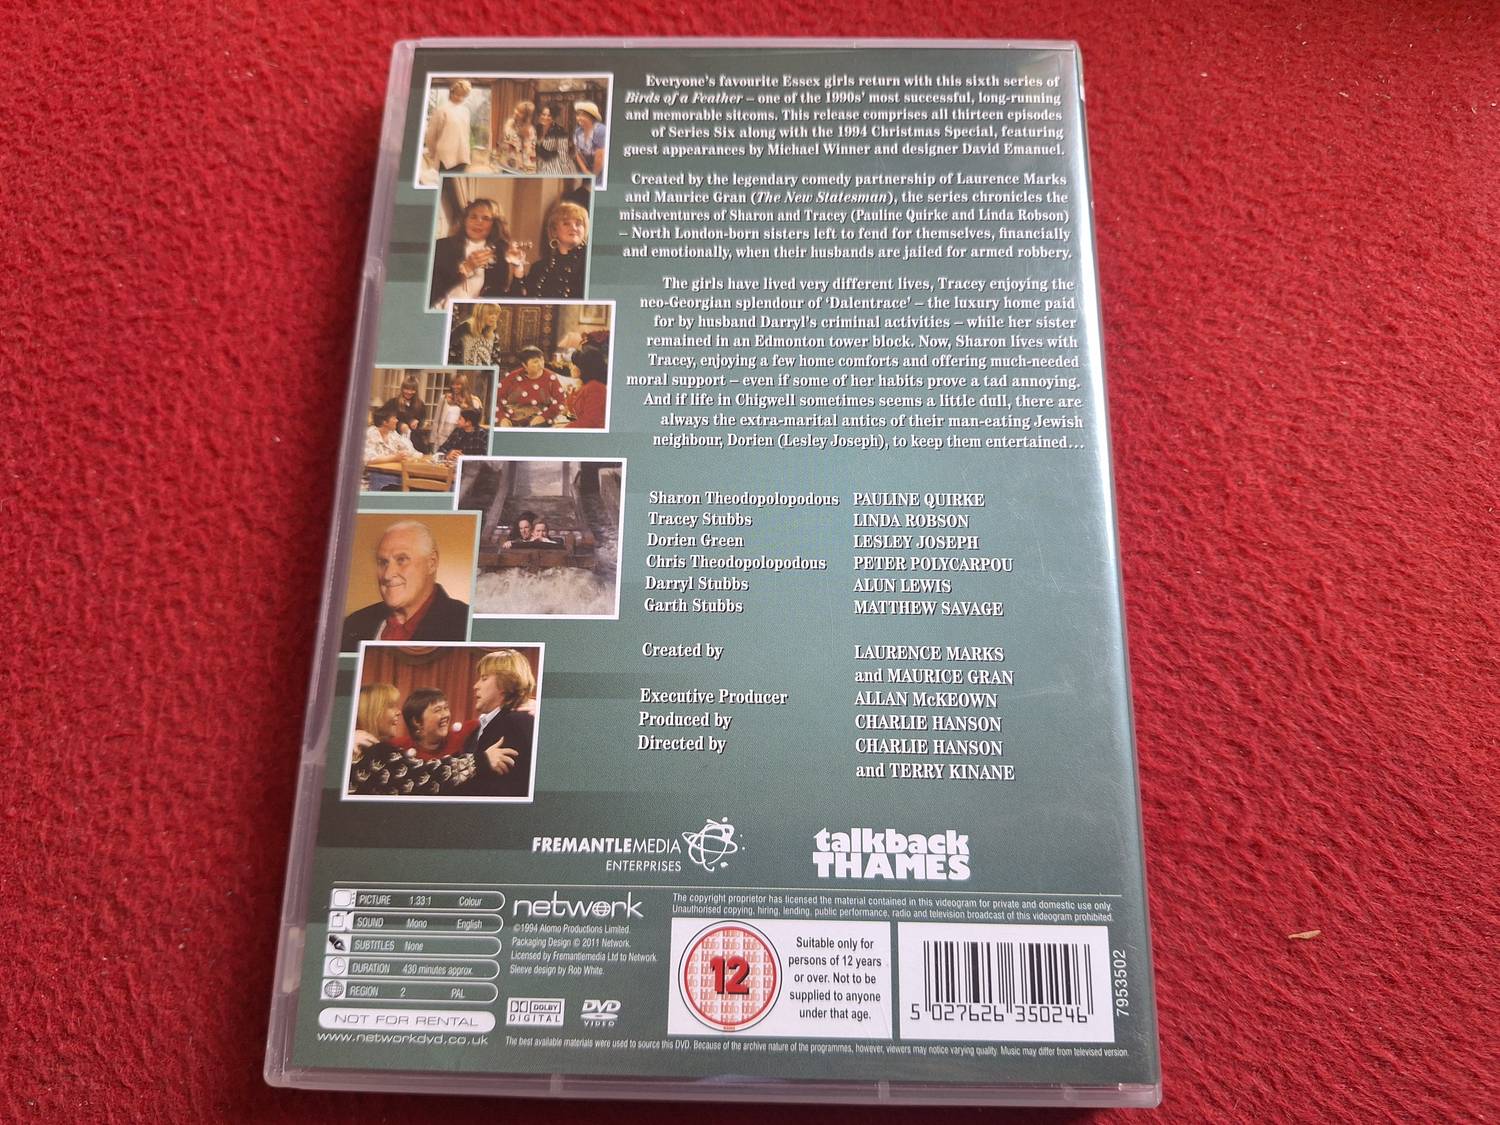 Everyone's favourite Essex girls return with this sixth series of
Birds of a Feather – one of the 1990s' most successful, long-running
and memorable sitcoms. This release comprises all thirteen episodes
of Series Six along with the 1994 Christmas Special, featuring
guest appearances by Michael Winner and designer David Emanuel.
Created by the legendary comedy partnership of Laurence Marks
and Maurice Gran (The New Statesman), the series chronicles the
misadventures of Sharon and Tracey (Pauline Quirke and Linda Robson)
– North London-born sisters left to fend for themselves, financially
and emotionally, when their husbands are jailed for armed robbery.
The girls have lived very different lives, Tracey enjoying the
neo-Georgian splendour of 'Dalentrace' – the luxury home paid
for by husband Darryl's criminal activities – while her sister
remained in an Edmonton tower block. Now, Sharon lives with
Tracey, enjoying a few home comforts and offering much-needed
moral support – even if some of her habits prove a tad annoying.
And if life in Chigwell sometimes seems a little dull, there are
always the extra-marital antics of their man-eating Jewish
neighbour, Dorien (Lesley Joseph), to keep them entertained...
Sharon Theodopolopodous PAULINE QUIRKE
Tracey Stubbs LINDA ROBSON
Dorien Green LESLEY JOSEPH
Chris Theodopolopodous PETER POLYCARPOU
Darryl Stubbs ALUN LEWIS
Garth Stubbs MATTHEW SAVAGE
Created by LAURENCE MARKS
and MAURICE GRAN
Executive Producer ALLAN McKEOWN
Produced by CHARLIE HANSON
Directed by CHARLIE HANSON
and TERRY KINANE
FREMANTLEMEDIA
ENTERPRISES
talkback
THAMES
PICTURE 1.33:1 Colour
SOUND Mono English
SUBTITLES None
DURATION 430 minutes approx.
REGION 2 PAL
NOT FOR RENTAL
www.networkdvd.co.uk
network
©1994 Alomo Productions Limited.
Packaging Design © 2011 Network.
Licensed by Fremantlemedia Ltd to Network.
Sleeve design by Rob White.
DOLBY
DIGITAL
DVD
VIDEO
The copyright proprietor has licensed the material contained in this videogram for private and domestic use only.
Unauthorised copying, hiring, lending, public performance, radio and television broadcast of this videogram prohibited.
12
Suitable only for
persons of 12 years
or over. Not to be
supplied to anyone
under that age.
5 027626 350246
7953502
The best available materials were used to source this DVD. Because of the archive nature of the programmes, however, viewers may notice varying quality. Music may differ from televised version.